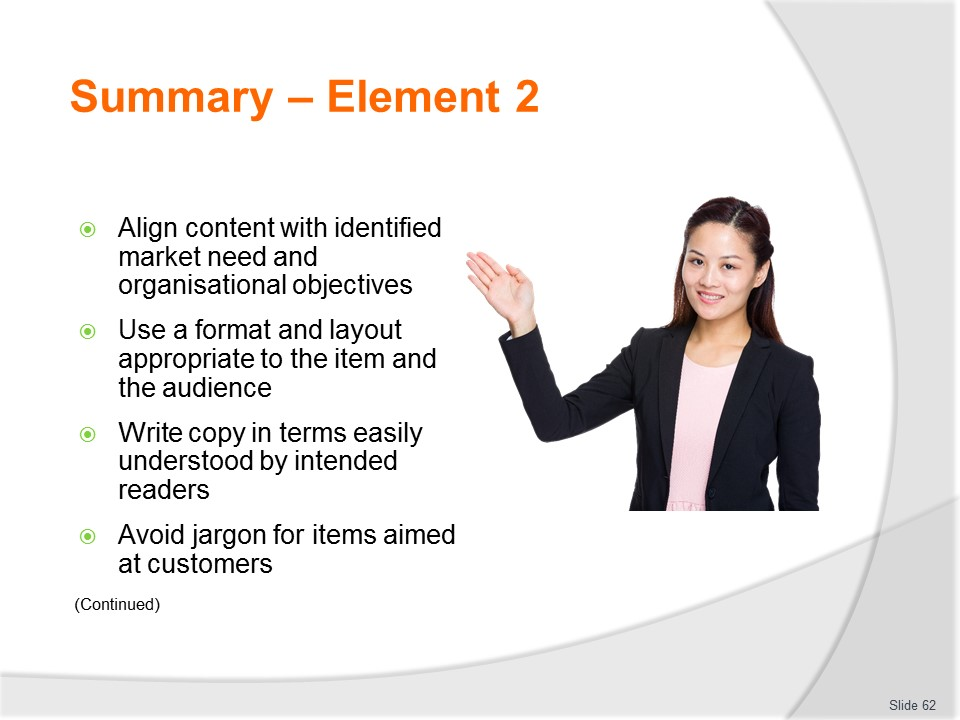 Summary – Element 2
Align content with identified
market need and
organisational objectives
Use a format and layout
appropriate to the item and
the audience
Write copy in terms easily
understood by intended
readers
Avoid jargon for items aimed
at customers
(Continued)
Slide 62